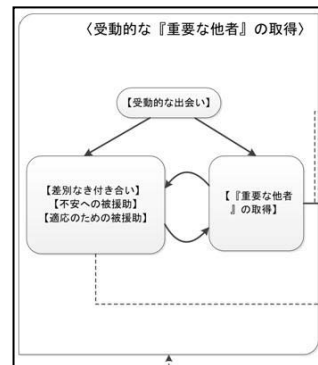 〈受動的な『重要な他者』の取得〉
【受動的な出会い】
【差別なき付き合い】
【不安への被援助】
【適応のための被援助】
【『重要な他者
』の取得】